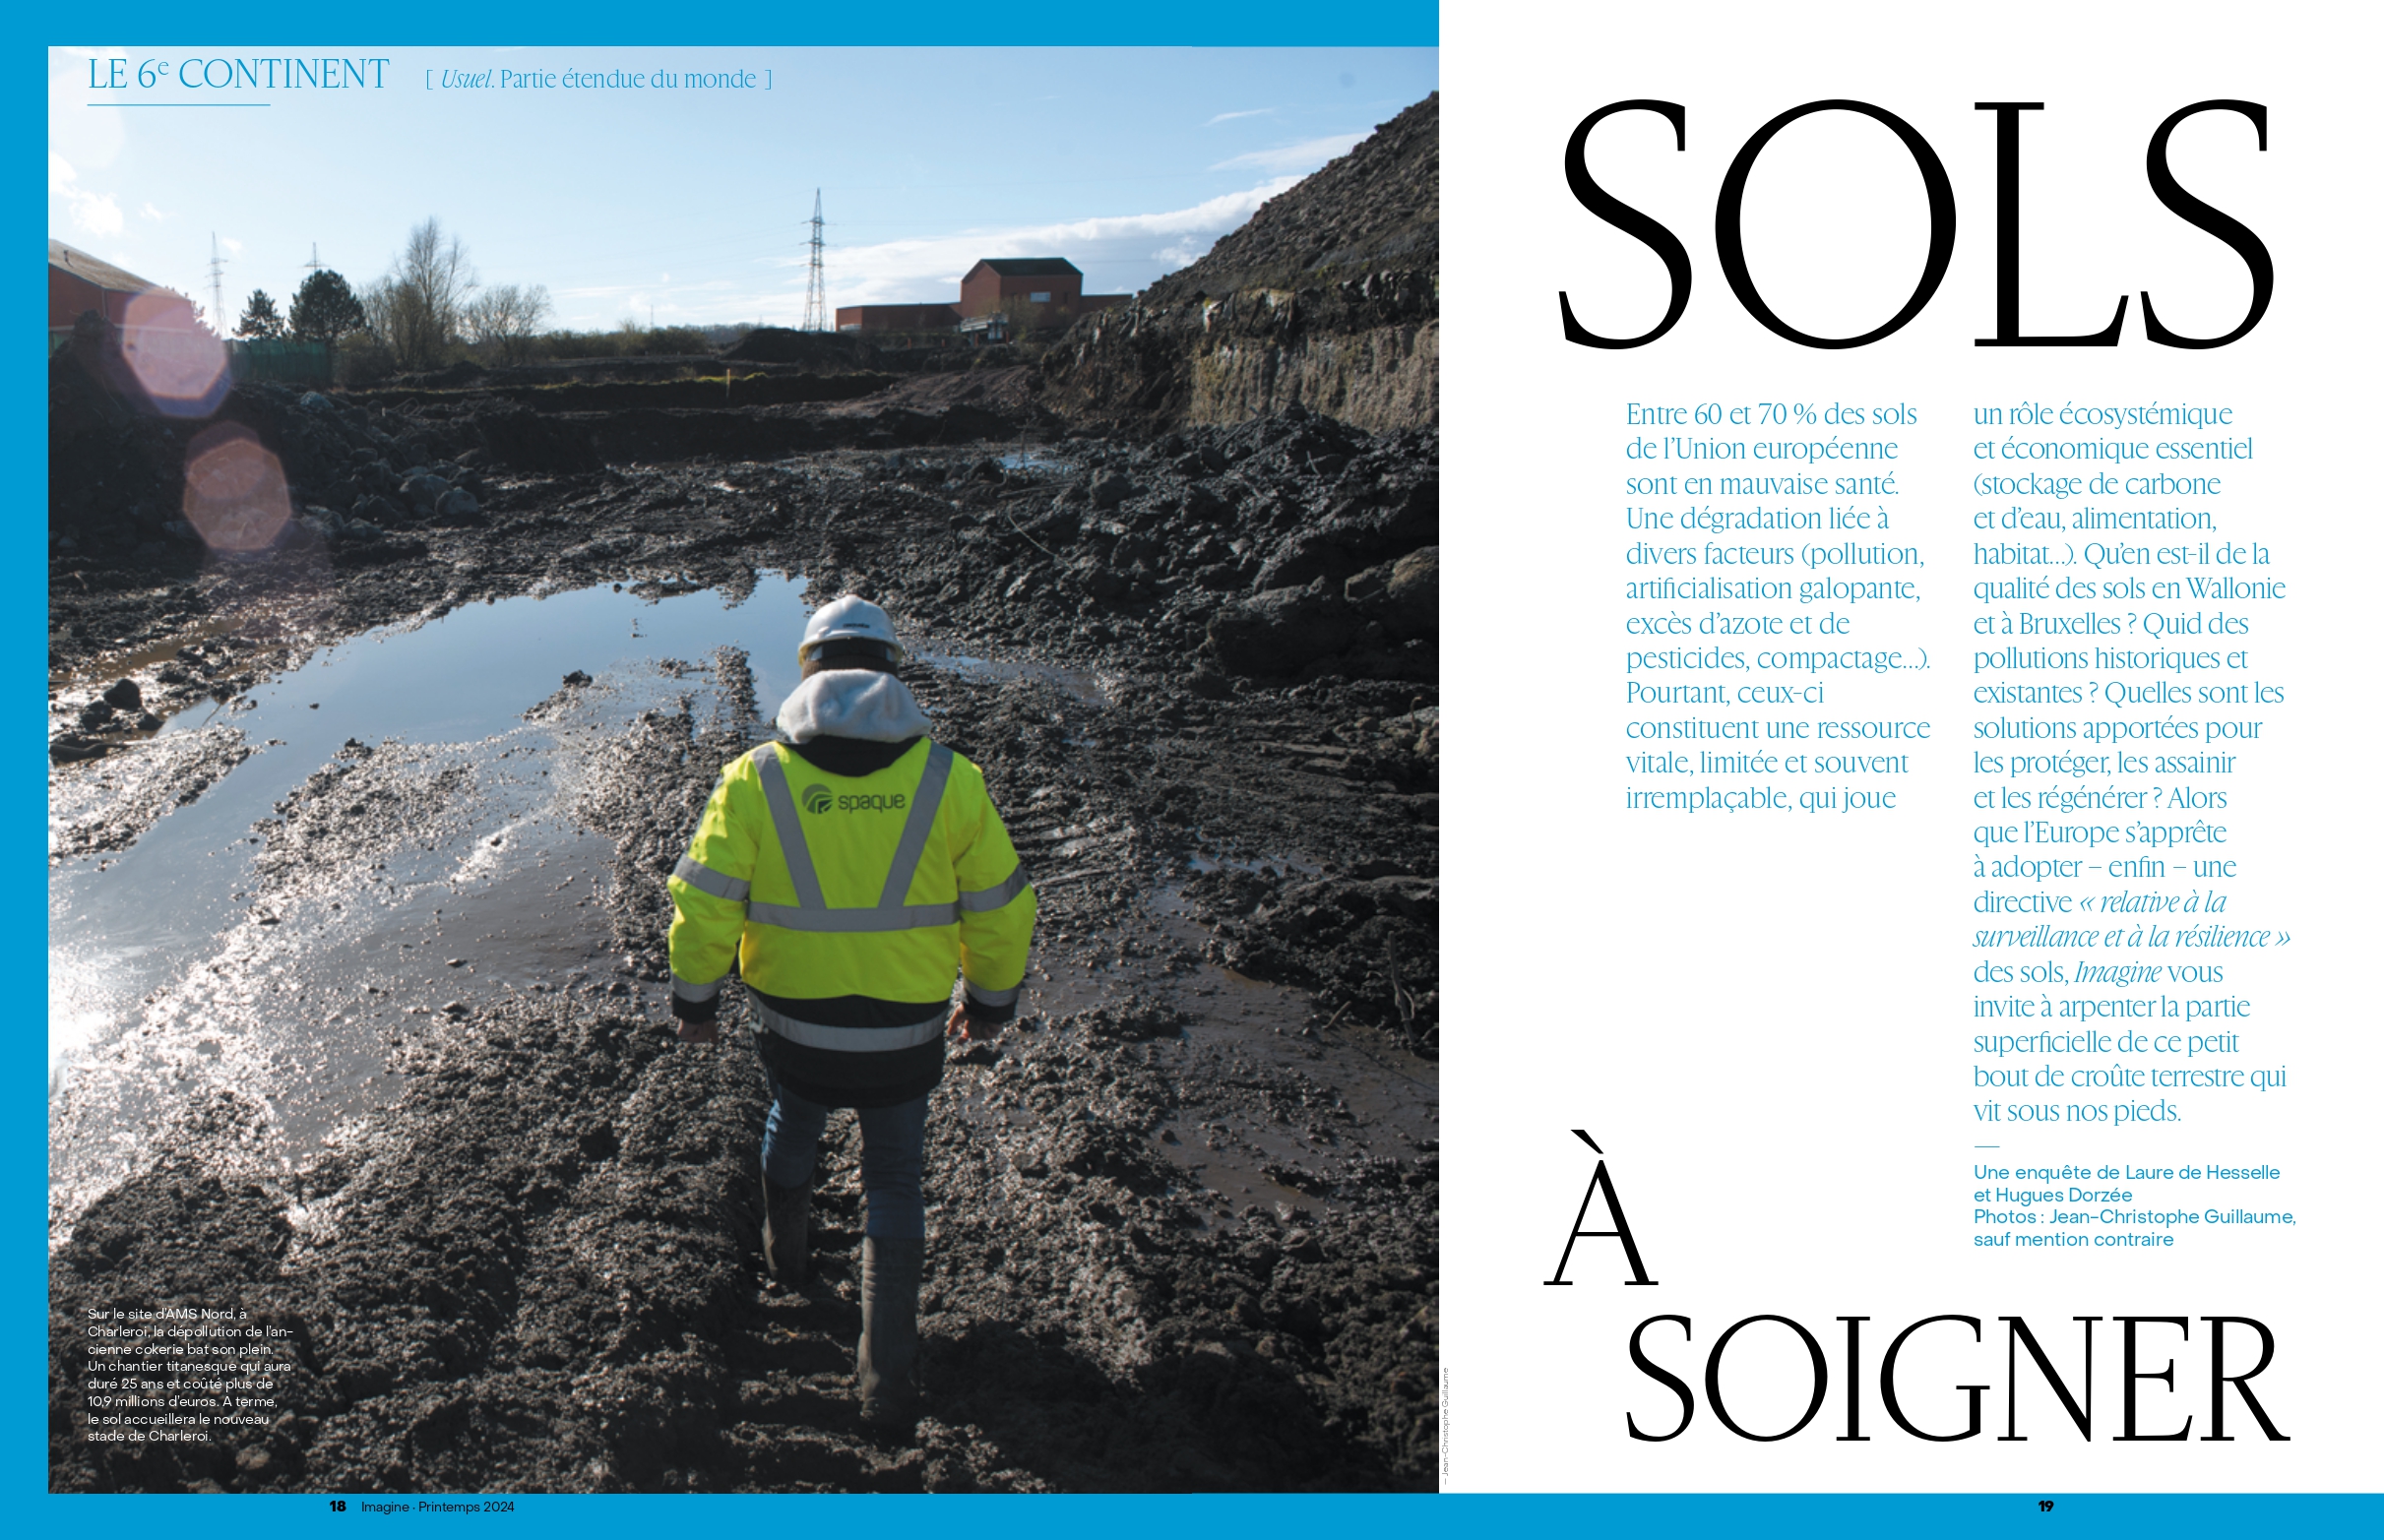 LE 6e CONTINENT [ Usuel. Partie étendue du monde ]
spaque
Sur le site d'AMS Nord, à
Charleroi, la dépollution de l'an-
cienne cokerie bat son plein.
Un chantier titanesque qui aura
duré 25 ans et coûté plus de
10,9 millions d'euros. À terme,
le sol accueillera le nouveau
stade de Charleroi.
— Jean-Christophe Guillaume
18 Imagine · Printemps 2024
SOLS
Entre 60 et 70 % des sols
de l'Union européenne
sont en mauvaise santé.
Une dégradation liée à
divers facteurs (pollution,
artificialisation galopante,
excès d'azote et de
pesticides, compactage…).
Pourtant, ceux-ci
constituent une ressource
vitale, limitée et souvent
irremplaçable, qui joue
un rôle écosystémique
et économique essentiel
(stockage de carbone
et d'eau, alimentation,
habitat…). Qu'en est-il de la
qualité des sols en Wallonie
et à Bruxelles ? Quid des
pollutions historiques et
existantes ? Quelles sont les
solutions apportées pour
les protéger, les assainir
et les régénérer ? Alors
que l'Europe s'apprête
à adopter – enfin – une
directive « relative à la
surveillance et à la résilience »
des sols, Imagine vous
invite à arpenter la partie
superficielle de ce petit
bout de croûte terrestre qui
vit sous nos pieds.
—
Une enquête de Laure de Hesselle
et Hugues Dorzée
Photos : Jean-Christophe Guillaume,
sauf mention contraire
À
SOIGNER
19